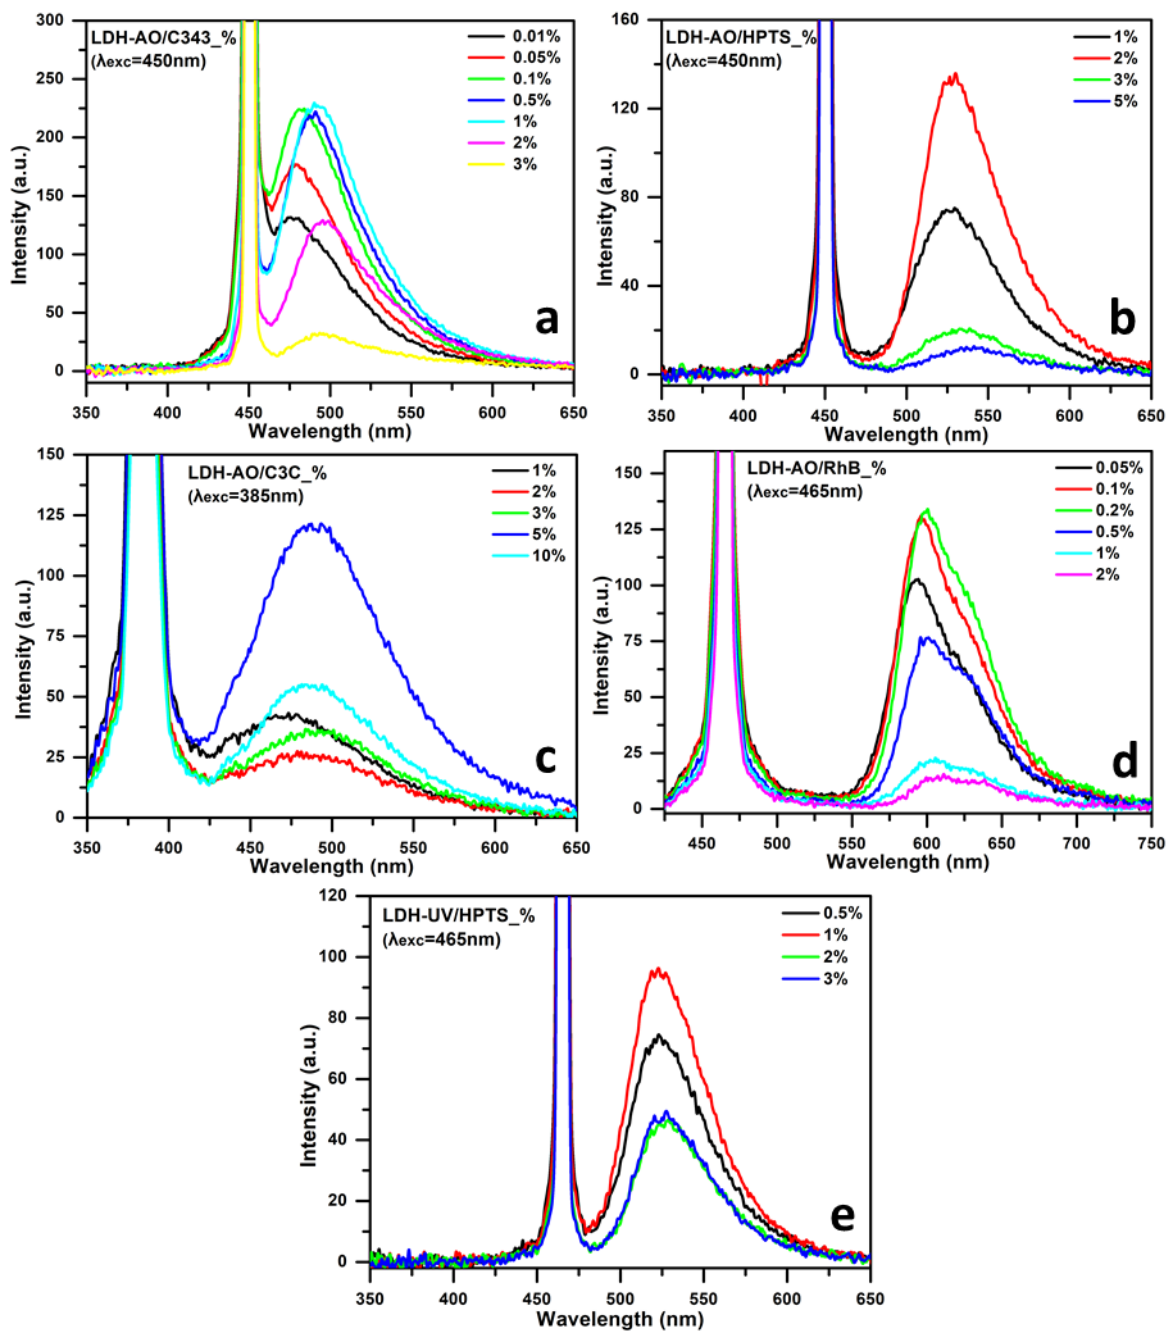 LDH-AO/C343_%
(λexc=450nm)
0.01%
0.05%
0.1%
0.5%
1%
2%
3%
300
250
200
150
100
50
0
Intensity (a.u.)
350 400 450 500 550 600 650
Wavelength (nm)
a
LDH-AO/HPTS_%
(λexc=450nm)
1%
2%
3%
5%
160
120
80
40
0
Intensity (a.u.)
350 400 450 500 550 600 650
Wavelength (nm)
b
LDH-AO/C3C_%
(λexc=385nm)
1%
2%
3%
5%
10%
150
125
100
75
50
25
0
Intensity (a.u.)
350 400 450 500 550 600 650
Wavelength (nm)
c
LDH-AO/RhB_%
(λexc=465nm)
0.05%
0.1%
0.2%
0.5%
1%
2%
150
125
100
75
50
25
0
Intensity (a.u.)
450 500 550 600 650 700 750
Wavelength (nm)
d
LDH-UV/HPTS_%
(λexc=465nm)
0.5%
1%
2%
3%
120
100
80
60
40
20
0
Intensity (a.u.)
350 400 450 500 550 600 650
Wavelength (nm)
e